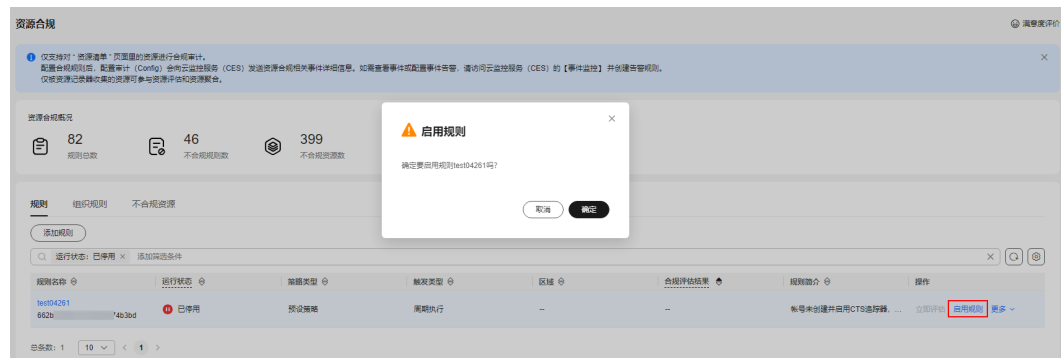 资源合规
满意度评价
仅支持对“资源清单”页面里的资源进行合规审计。
配置合规规则后，配置审计（Config）会向云监控服务（CES）发送资源合规相关事件详细信息。如需查看事件或配置事件告警，请访问云监控服务（CES）的【事件监控】并创建告警规则。
仅被资源记录器收集的资源可参与资源评估和资源聚合。
资源合规概况
82
规则总数
46
不合规规则数
399
不合规资源数
启用规则
确定要启用规则test04261吗?
取消
确定
规则
组织规则
不合规资源
添加规则
运行状态: 已停用 × 添加筛选条件
规则名称 运行状态 策略类型 触发类型 区域 合规评估结果 规则简介 操作
test04261
662b 74b3bd
已停用 预设策略 周期执行 -- -- 帐号未创建并启用CTS追踪器， ... 立即评估 启用规则 更多
总条数: 1 10 < 1 >